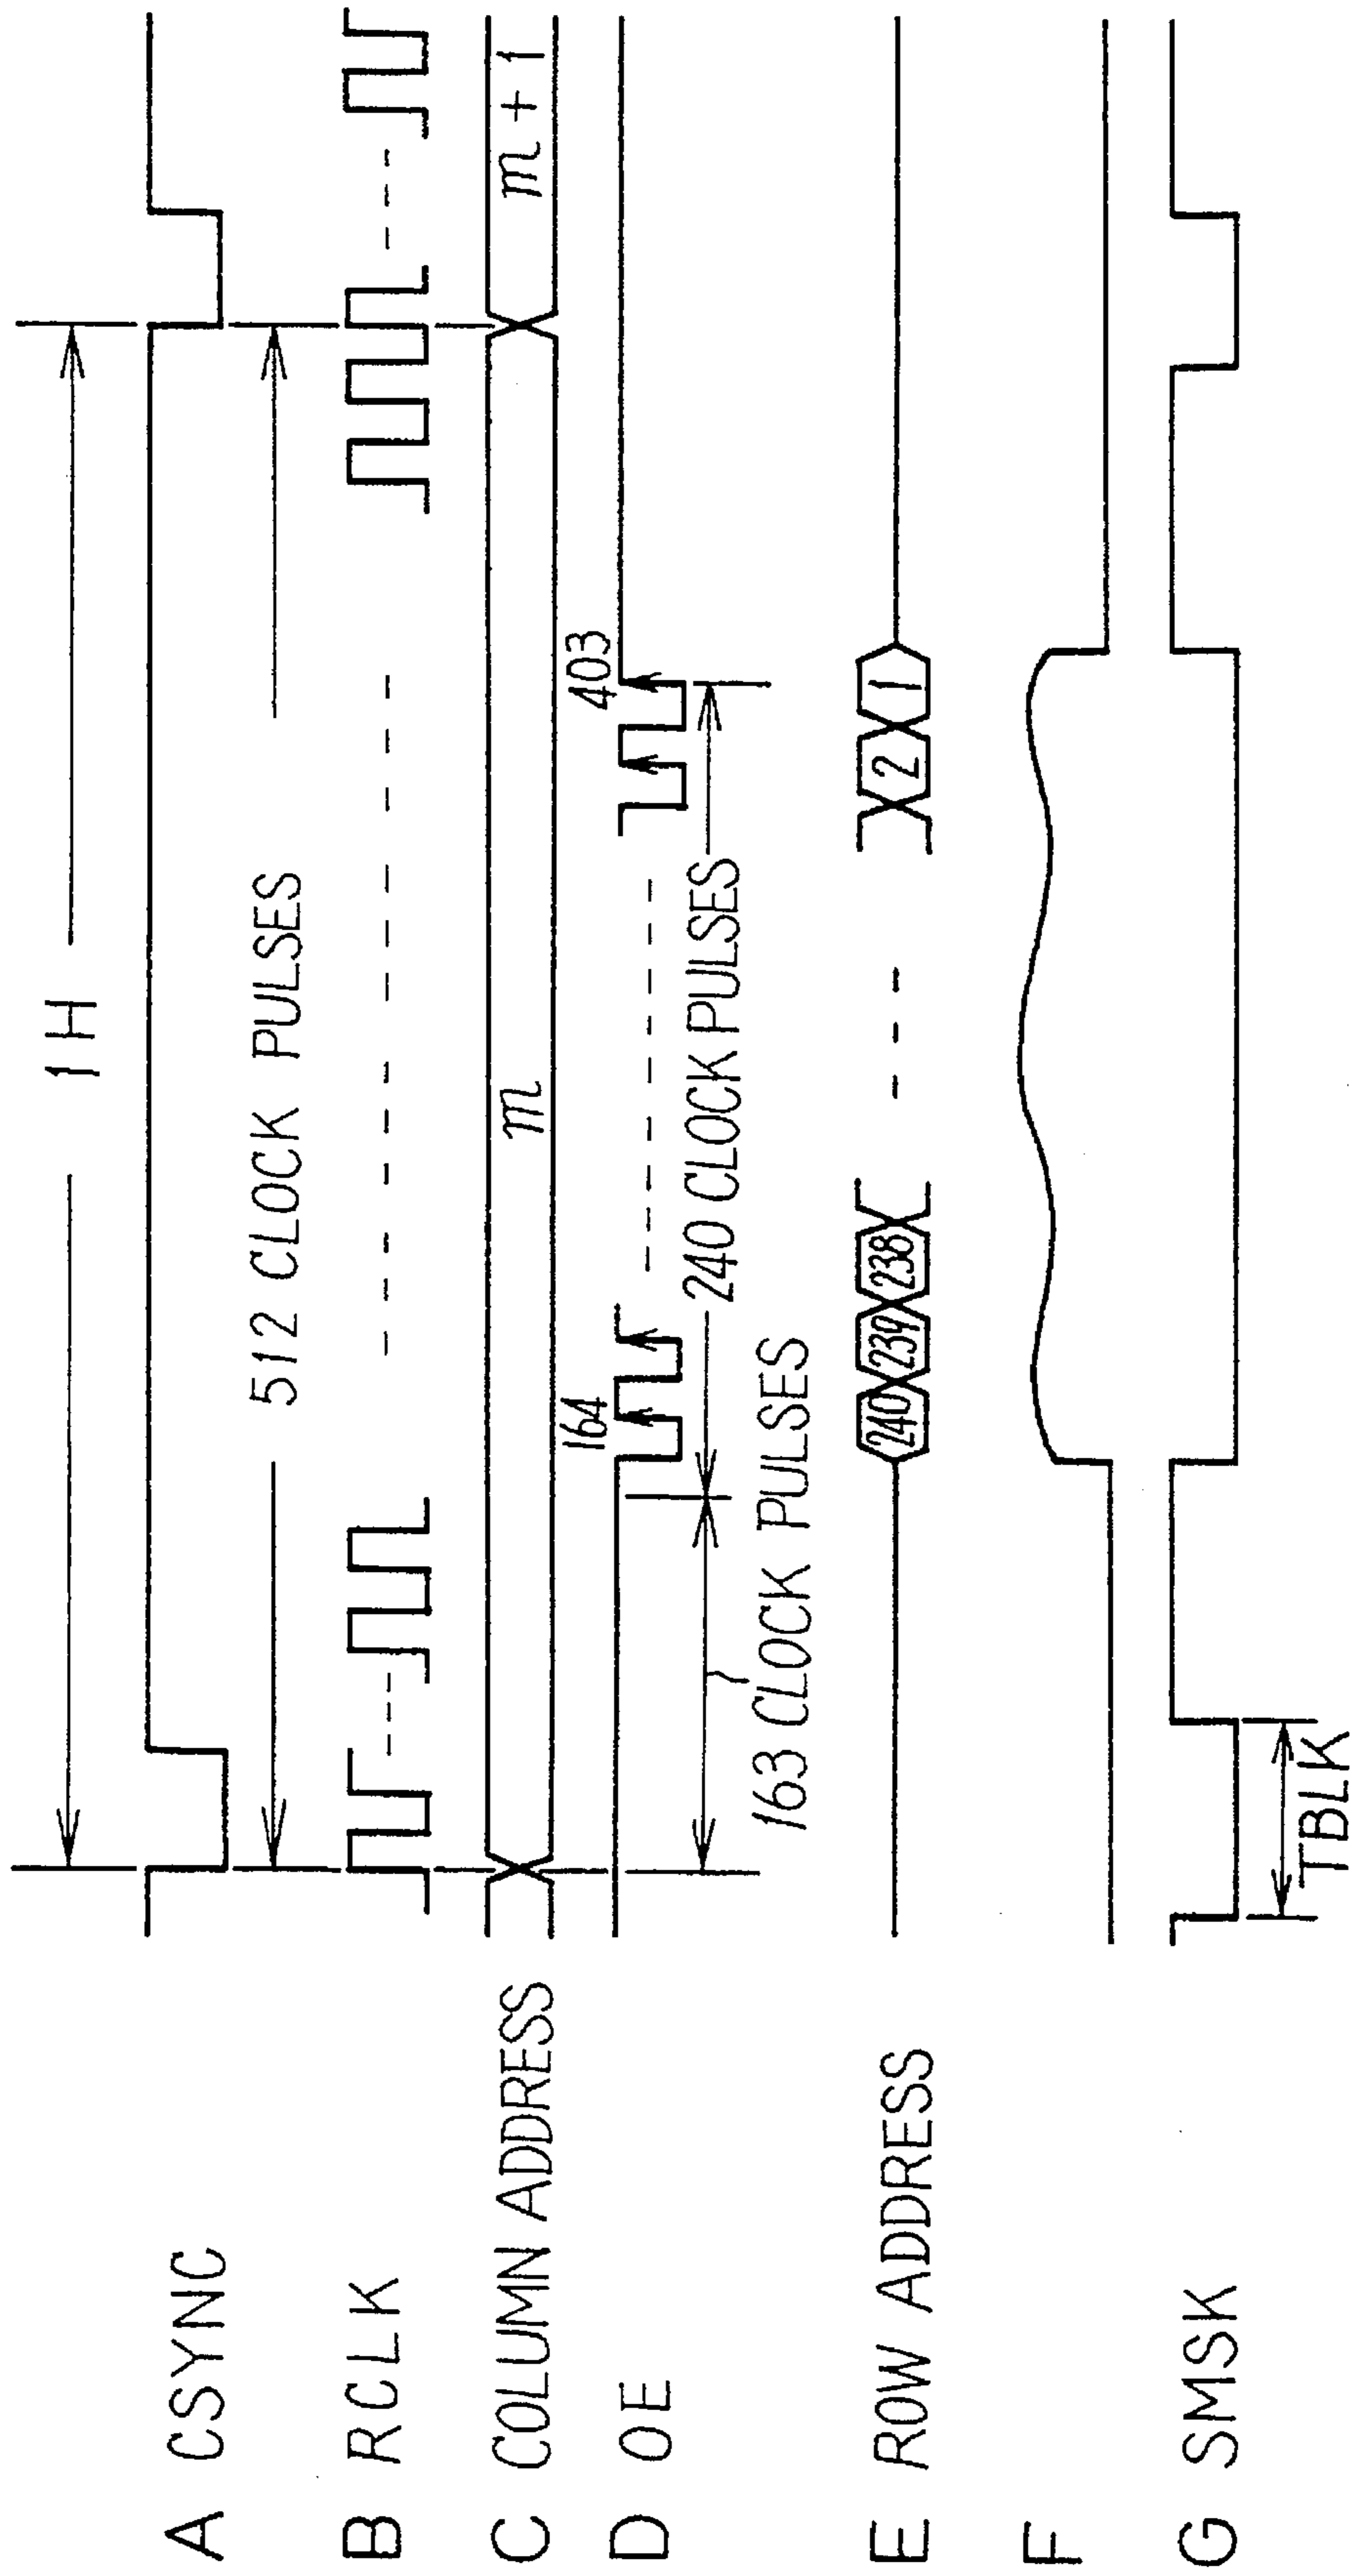 A CSYNC
1H
512 CLOCK PULSES
B RCLK
C COLUMN ADDRESS
m
m + 1
D OE
164
403
163 CLOCK PULSES
240 CLOCK PULSES
E ROW ADDRESS
240 239 238
2 1
F
G SMSK
TBLK